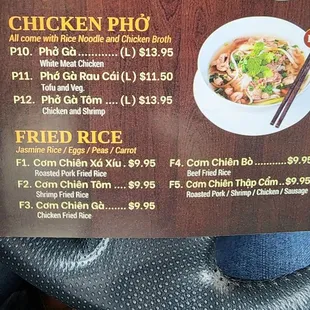 CHICKEN PHỞ
All come with Rice Noodle and Chicken Broth
P10. Phở Gà............(L) $13.95
White Meat Chicken
P11. Phở Gà Rau Cải (L) $11.50
Tofu and Veg.
P12. Phở Gà Tôm....(L) $13.95
Chicken and Shrimp
FRIED RICE
Jasmine Rice / Eggs / Peas / Carrot
F1. Cơm Chiên Xá Xíu . $9.95
Roasted Pork Fried Rice
F2. Cơm Chiên Tôm .... $9.95
Shrimp Fried Rice
F3. Cơm Chiên Gà....... $9.95
Chicken Fried Rice
F4. Cơm Chiên Bò .......... $9.95
Beef Fried Rice
F5. Cơm Chiên Thập Cẩm .. $9.95
Roasted Pork / Shrimp / Chicken / Sausage